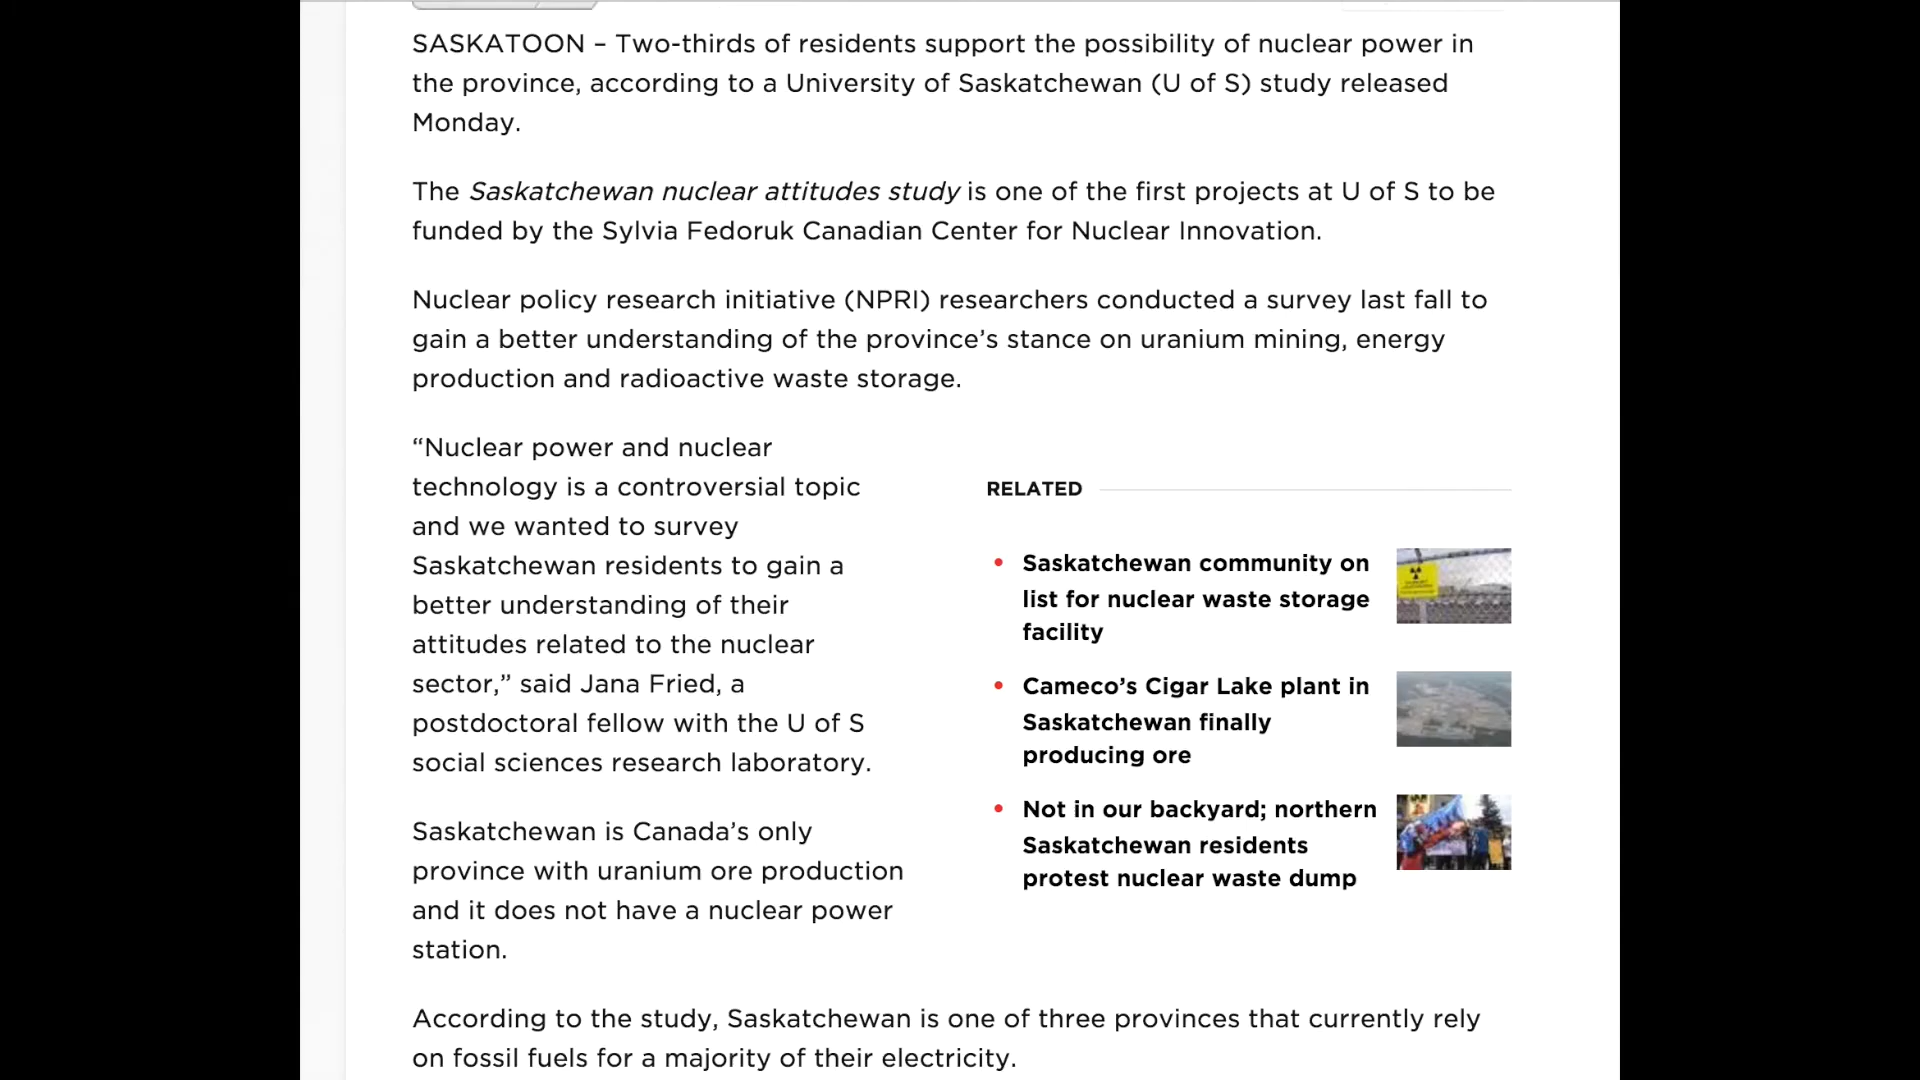 SASKATOON – Two-thirds of residents support the possibility of nuclear power in
the province, according to a University of Saskatchewan (U of S) study released
Monday.
The Saskatchewan nuclear attitudes study is one of the first projects at U of S to be
funded by the Sylvia Fedoruk Canadian Center for Nuclear Innovation.
Nuclear policy research initiative (NPRI) researchers conducted a survey last fall to
gain a better understanding of the province’s stance on uranium mining, energy
production and radioactive waste storage.
“Nuclear power and nuclear
technology is a controversial topic
and we wanted to survey
Saskatchewan residents to gain a
better understanding of their
attitudes related to the nuclear
sector,” said Jana Fried, a
postdoctoral fellow with the U of S
social sciences research laboratory.
Saskatchewan is Canada’s only
province with uranium ore production
and it does not have a nuclear power
station.
RELATED
Saskatchewan community on
list for nuclear waste storage
facility
Cameco’s Cigar Lake plant in
Saskatchewan finally
producing ore
Not in our backyard; northern
Saskatchewan residents
protest nuclear waste dump
According to the study, Saskatchewan is one of three provinces that currently rely
on fossil fuels for a majority of their electricity.